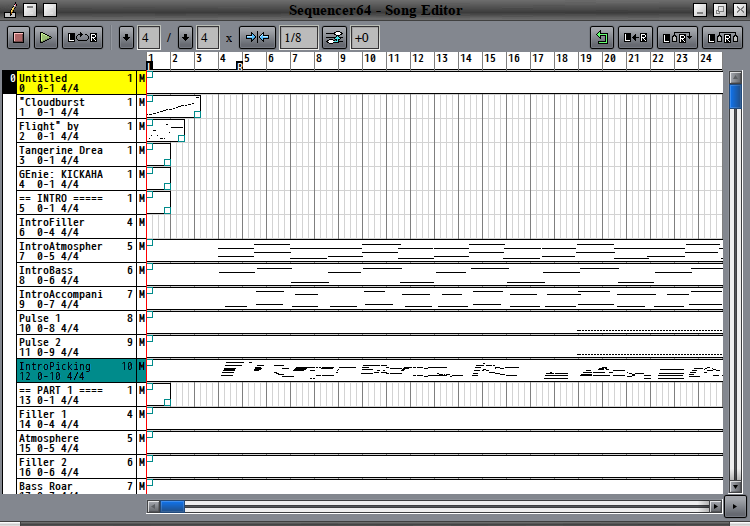 Sequencer64 - Song Editor
L R 4 / 4 x 1/8 +0 L R L R L R
1 2 3 4 5 6 7 8 9 10 11 12 13 14 15 16 17 18 19 20 21 22 23 24
L R
0 Untitled 1 M
0 0-1 4/4
"Cloudburst 1 M
1 0-1 4/4
Flight" by 1 M
2 0-1 4/4
Tangerine Drea 1 M
3 0-1 4/4
GEnie: KICKAHA 1 M
4 0-1 4/4
== INTRO ===== 1 M
5 0-1 4/4
IntroFiller 4 M
6 0-4 4/4
IntroAtmospher 5 M
7 0-5 4/4
IntroBass 6 M
8 0-6 4/4
IntroAccompani 7 M
9 0-7 4/4
Pulse 1 8 M
10 0-8 4/4
Pulse 2 9 M
11 0-9 4/4
IntroPicking 10 M
12 0-10 4/4
== PART 1 ==== 1 M
13 0-1 4/4
Filler 1 4 M
14 0-4 4/4
Atmosphere 5 M
15 0-5 4/4
Filler 2 6 M
16 0-6 4/4
Bass Roar 7 M